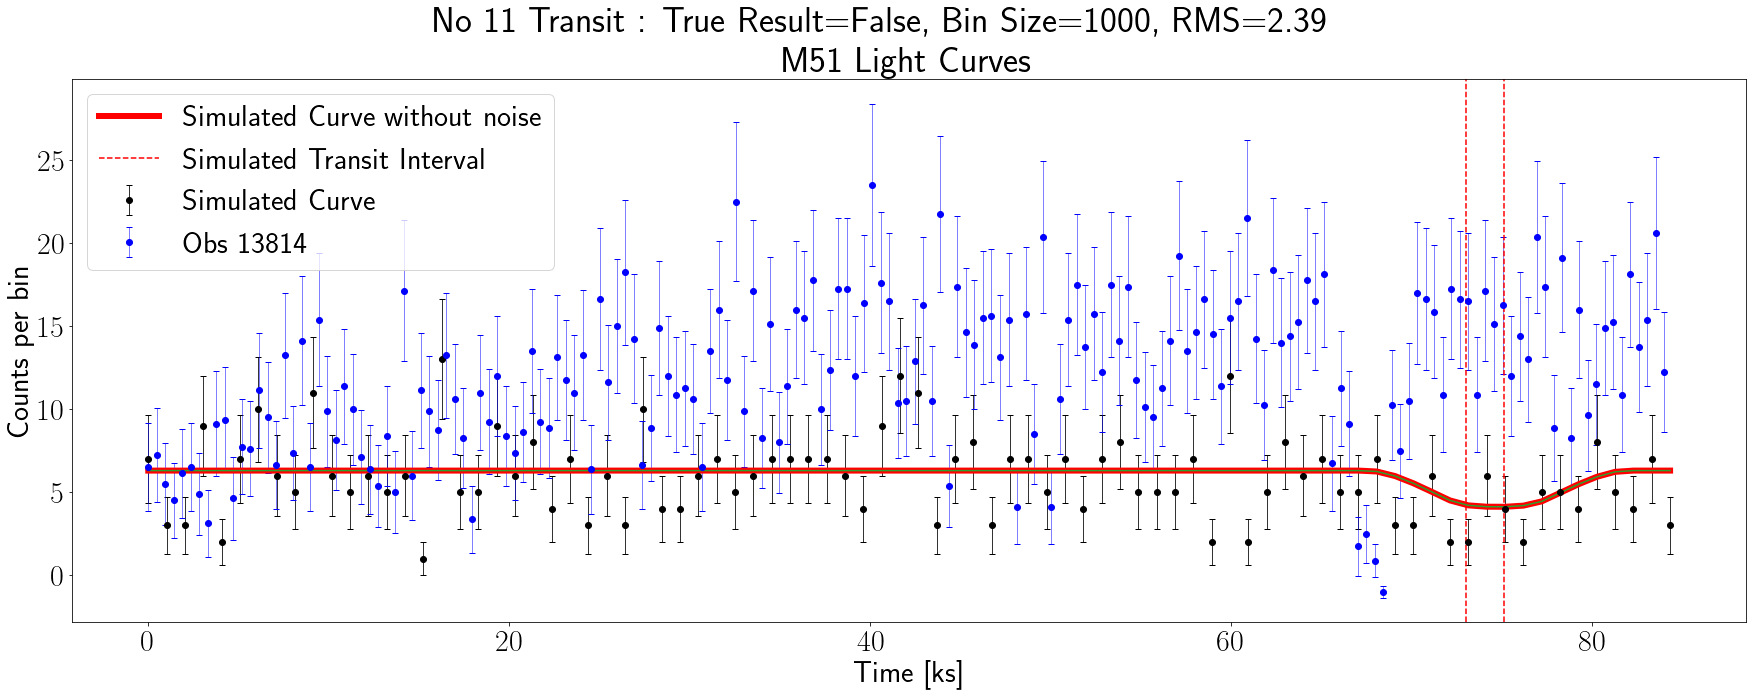 No 11 Transit : True Result=False, Bin Size=1000, RMS=2.39
M51 Light Curves
Simulated Curve without noise
Simulated Transit Interval
Simulated Curve
Obs 13814
Counts per bin
25
20
15
10
5
0
0 20 40 60 80
Time [ks]